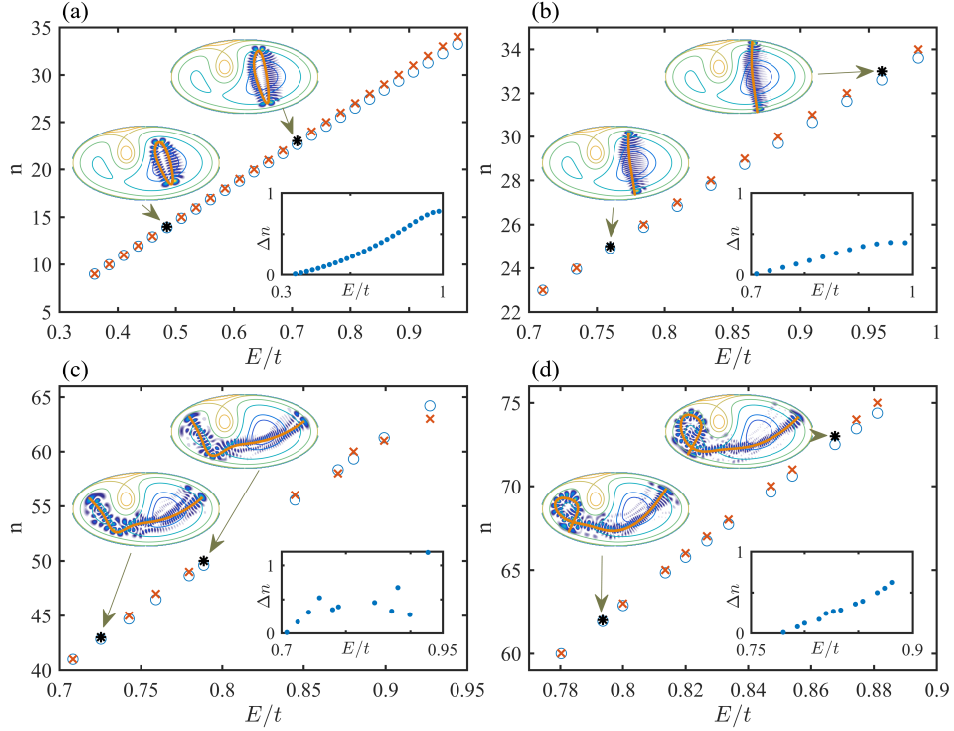 (a)
n
35
30
25
20
15
10
5
0.3 0.4 0.5 0.6 0.7 0.8 0.9
E/t
Δn
1
0
0.3 1
E/t
(b)
n
34
32
30
28
26
24
22
0.7 0.75 0.8 0.85 0.9 0.95 1
E/t
Δn
1
0
0.7 1
E/t
(c)
n
65
60
55
50
45
40
0.7 0.75 0.8 0.85 0.9 0.95
E/t
Δn
1
0
0.7 0.95
E/t
(d)
n
75
70
65
60
0.78 0.8 0.82 0.84 0.86 0.88 0.9
E/t
Δn
1
0
0.75 0.9
E/t